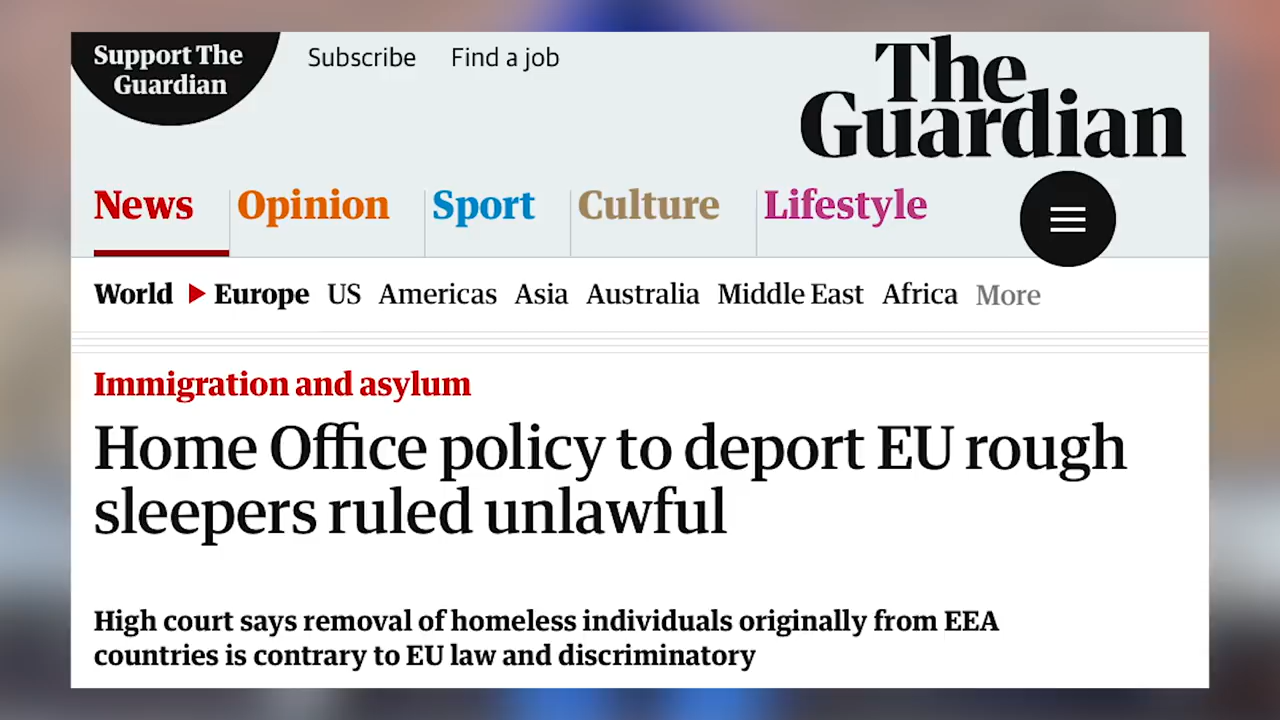 Support The
Guardian
Subscribe
Find a job
The
Guardian
News
Opinion
Sport
Culture
Lifestyle
World
Europe
US
Americas
Asia
Australia
Middle East
Africa
More
Immigration and asylum
Home Office policy to deport EU rough
sleepers ruled unlawful
High court says removal of homeless individuals originally from EEA
countries is contrary to EU law and discriminatory